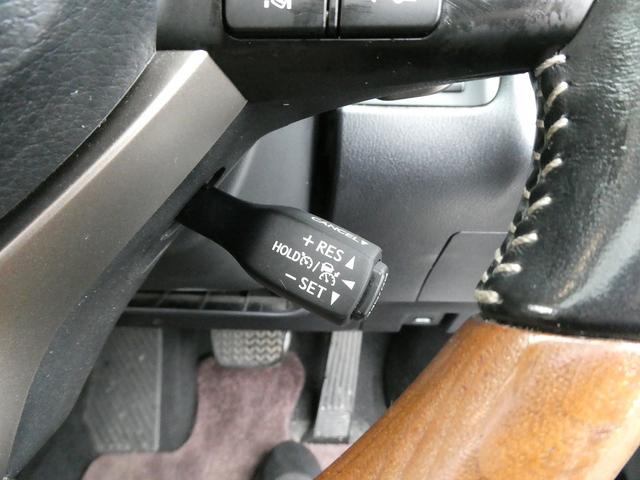 CANCEL
+ RES
HOLD /
− SET